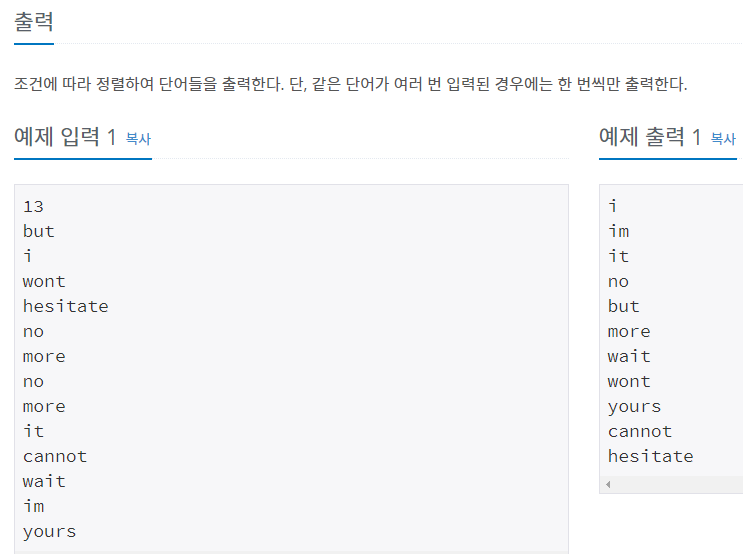 출력
조건에 따라 정렬하여 단어들을 출력한다. 단, 같은 단어가 여러 번 입력된 경우에는 한 번씩만 출력한다.
예제 입력 1 복사
13
but
i
wont
hesitate
no
more
no
more
it
cannot
wait
im
yours
예제 출력 1 복사
i
im
it
no
but
more
wait
wont
yours
cannot
hesitate